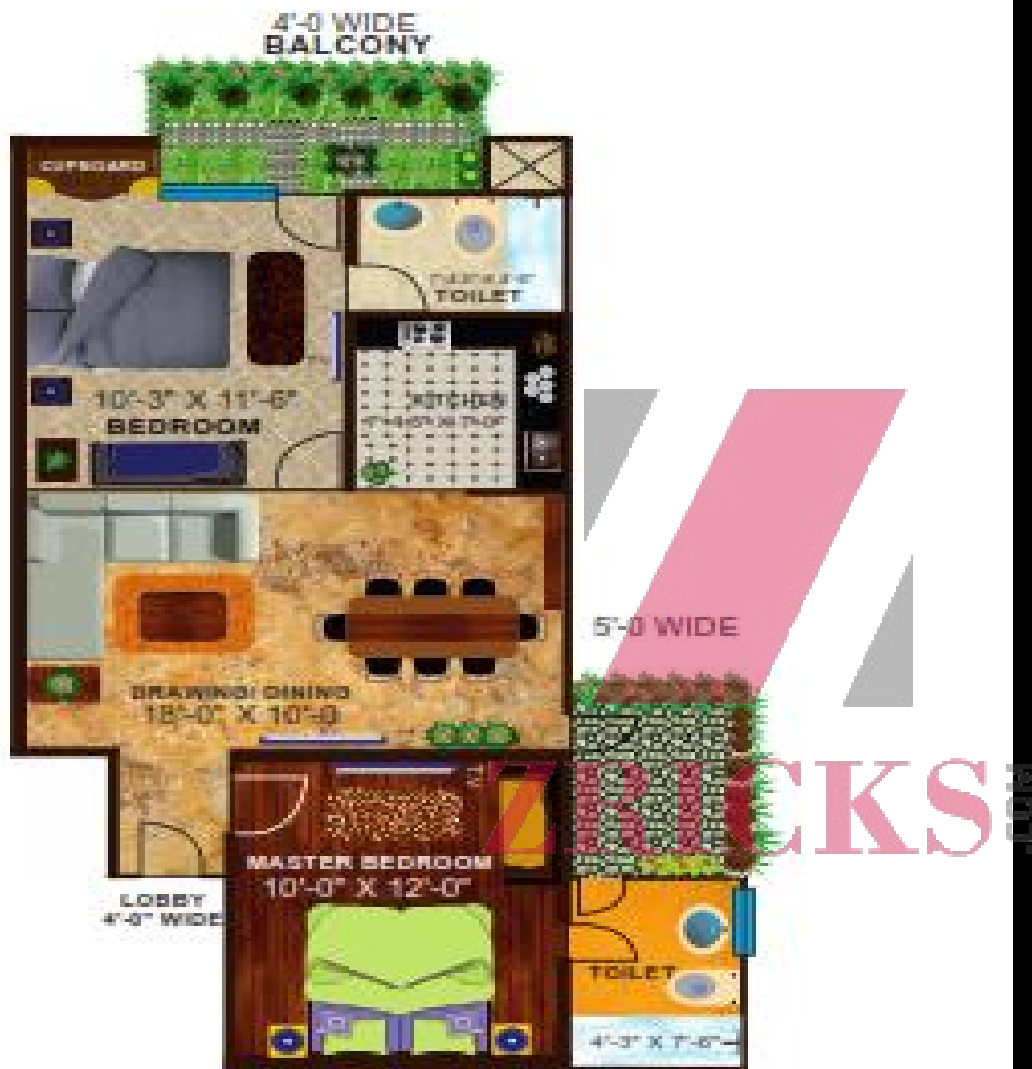 4'-0 WIDE
BALCONY
CUPBOARD
TOILET
KITCHEN
10'-3" X 11'-6"
BEDROOM
5'-0 WIDE
DRAWING/ DINING
18'-0" X 10'-0
ZRICKS
MASTER BEDROOM
10'-0" X 12'-0"
LOBBY
4'-0" WIDE
TOILET
4'-3" X 7'-6"